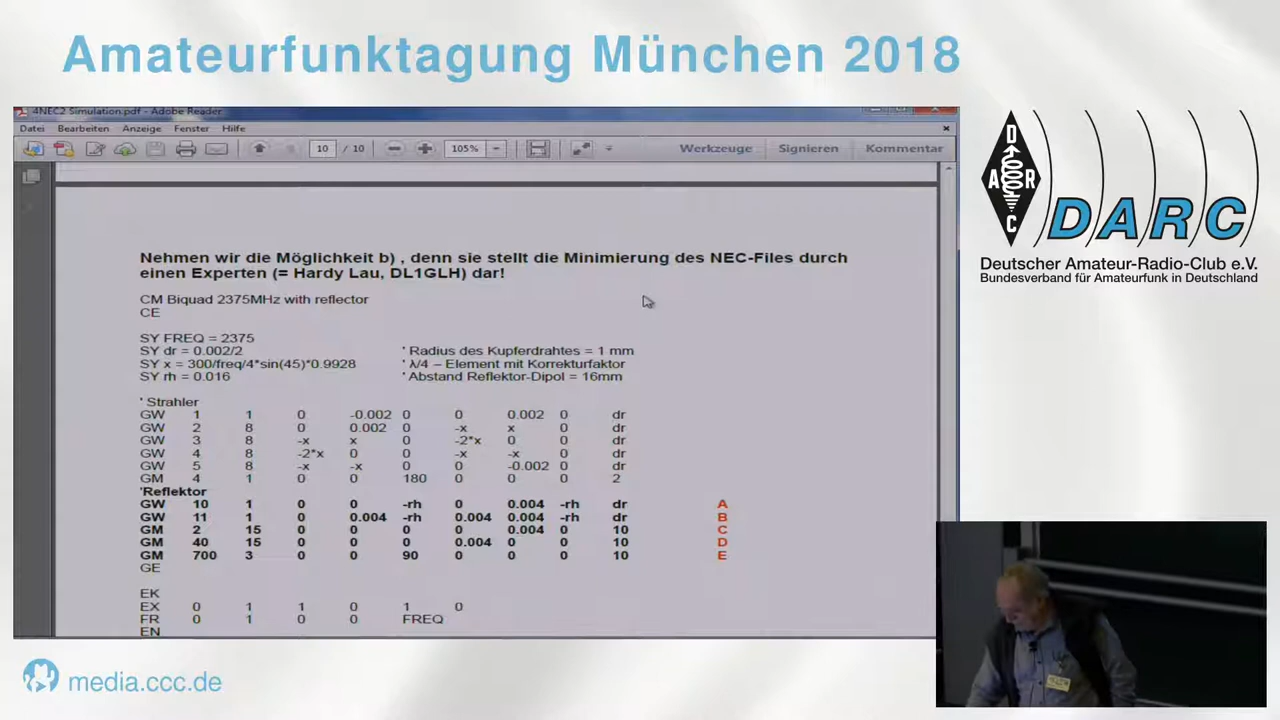 Amateurfunktagung München 2018
4NEC2 Simulation.pdf - Adobe Reader
Datei Bearbeiten Anzeige Fenster Hilfe
10 / 10 105% Werkzeuge Signieren Kommentar
Nehmen wir die Möglichkeit b) , denn sie stellt die Minimierung des NEC-Files durch
einen Experten (= Hardy Lau, DL1GLH) dar!
CM Biquad 2375MHz with reflector
CE
SY FREQ = 2375
SY dr = 0.002/2 ' Radius des Kupferdrahtes = 1 mm
SY x = 300/freq/4*sin(45)*0.9928 ' λ/4 – Element mit Korrekturfaktor
SY rh = 0.016 ' Abstand Reflektor-Dipol = 16mm
' Strahler
GW 1 1 0 -0.002 0 0 0.002 0 dr
GW 2 8 0 0.002 0 -x x 0 dr
GW 3 8 -x x 0 -2*x 0 0 dr
GW 4 8 -2*x 0 0 -x -x 0 dr
GW 5 8 -x -x 0 0 -0.002 0 dr
GM 4 1 0 0 180 0 0 0 2
'Reflektor
GW 10 1 0 0 -rh 0 0.004 -rh dr A
GW 11 1 0 0.004 -rh 0.004 0.004 -rh dr B
GM 2 15 0 0 0 0 0.004 0 10 C
GM 40 15 0 0 0 0.004 0 0 10 D
GM 700 3 0 0 90 0 0 0 10 E
GE
EK
EX 0 1 1 0 1 0
FR 0 1 0 0 FREQ
EN
D
A R
C
DARC
Deutscher Amateur-Radio-Club e.V.
Bundesverband für Amateurfunk in Deutschland
media.ccc.de